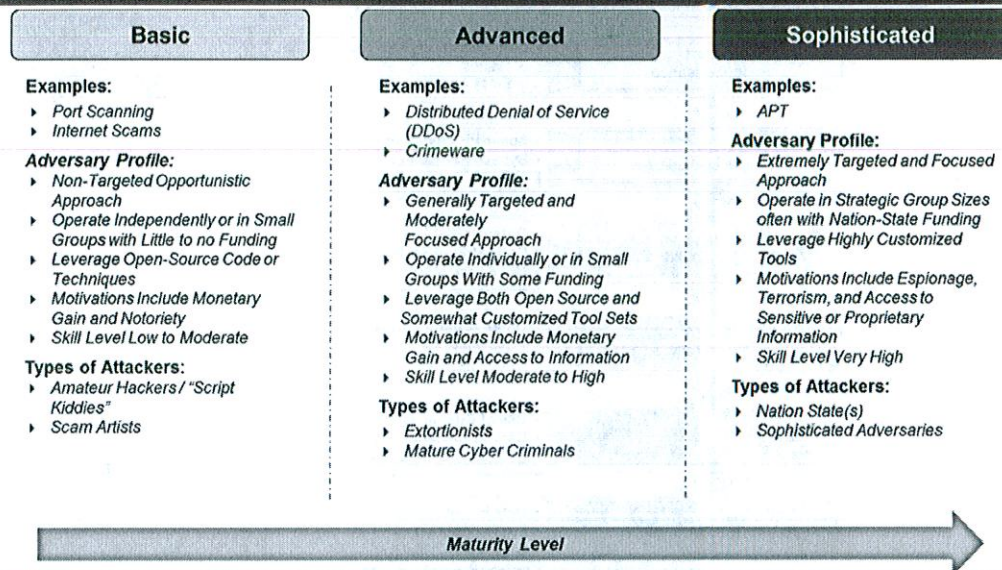 Basic
Examples:
Port Scanning
Internet Scams
Adversary Profile:
Non-Targeted Opportunistic
Approach
Operate Independently or in Small
Groups with Little to no Funding
Leverage Open-Source Code or
Techniques
Motivations Include Monetary
Gain and Notoriety
Skill Level Low to Moderate
Types of Attackers:
Amateur Hackers / "Script
Kiddies"
Scam Artists
Advanced
Examples:
Distributed Denial of Service
(DDoS)
Crimeware
Adversary Profile:
Generally Targeted and
Moderately
Focused Approach
Operate Individually or in Small
Groups With Some Funding
Leverage Both Open Source and
Somewhat Customized Tool Sets
Motivations Include Monetary
Gain and Access to Information
Skill Level Moderate to High
Types of Attackers:
Extortionists
Mature Cyber Criminals
Sophisticated
Examples:
APT
Adversary Profile:
Extremely Targeted and Focused
Approach
Operate in Strategic Group Sizes
often with Nation-State Funding
Leverage Highly Customized
Tools
Motivations Include Espionage,
Terrorism, and Access to
Sensitive or Proprietary
Information
Skill Level Very High
Types of Attackers:
Nation State(s)
Sophisticated Adversaries
Maturity Level